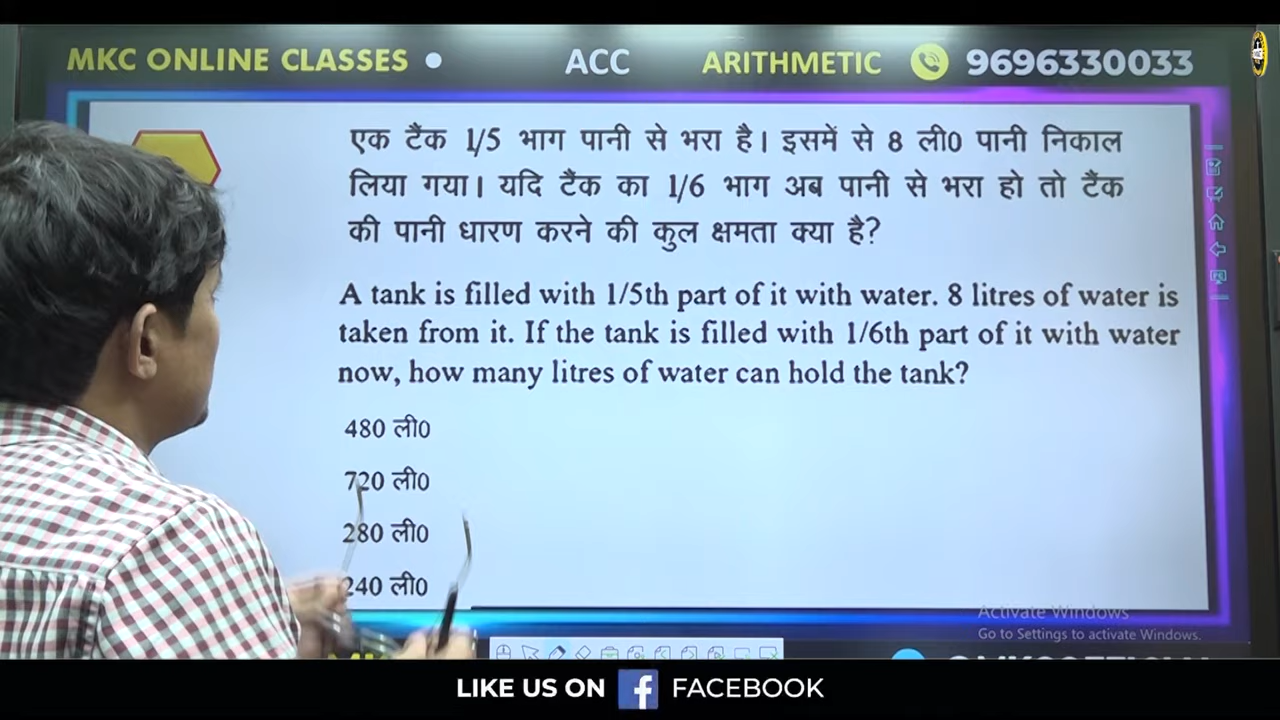 MKC ONLINE CLASSES • ACC ARITHMETIC 9696330033
एक टैंक 1/5 भाग पानी से भरा है। इसमें से 8 ली0 पानी निकाल
लिया गया। यदि टैंक का 1/6 भाग अब पानी से भरा हो तो टैंक
की पानी धारण करने की कुल क्षमता क्या है?
A tank is filled with 1/5th part of it with water. 8 litres of water is
taken from it. If the tank is filled with 1/6th part of it with water
now, how many litres of water can hold the tank?
480 ली0
720 ली0
280 ली0
240 ली0
Activate Windows
Go to Settings to activate Windows.
LIKE US ON FACEBOOK